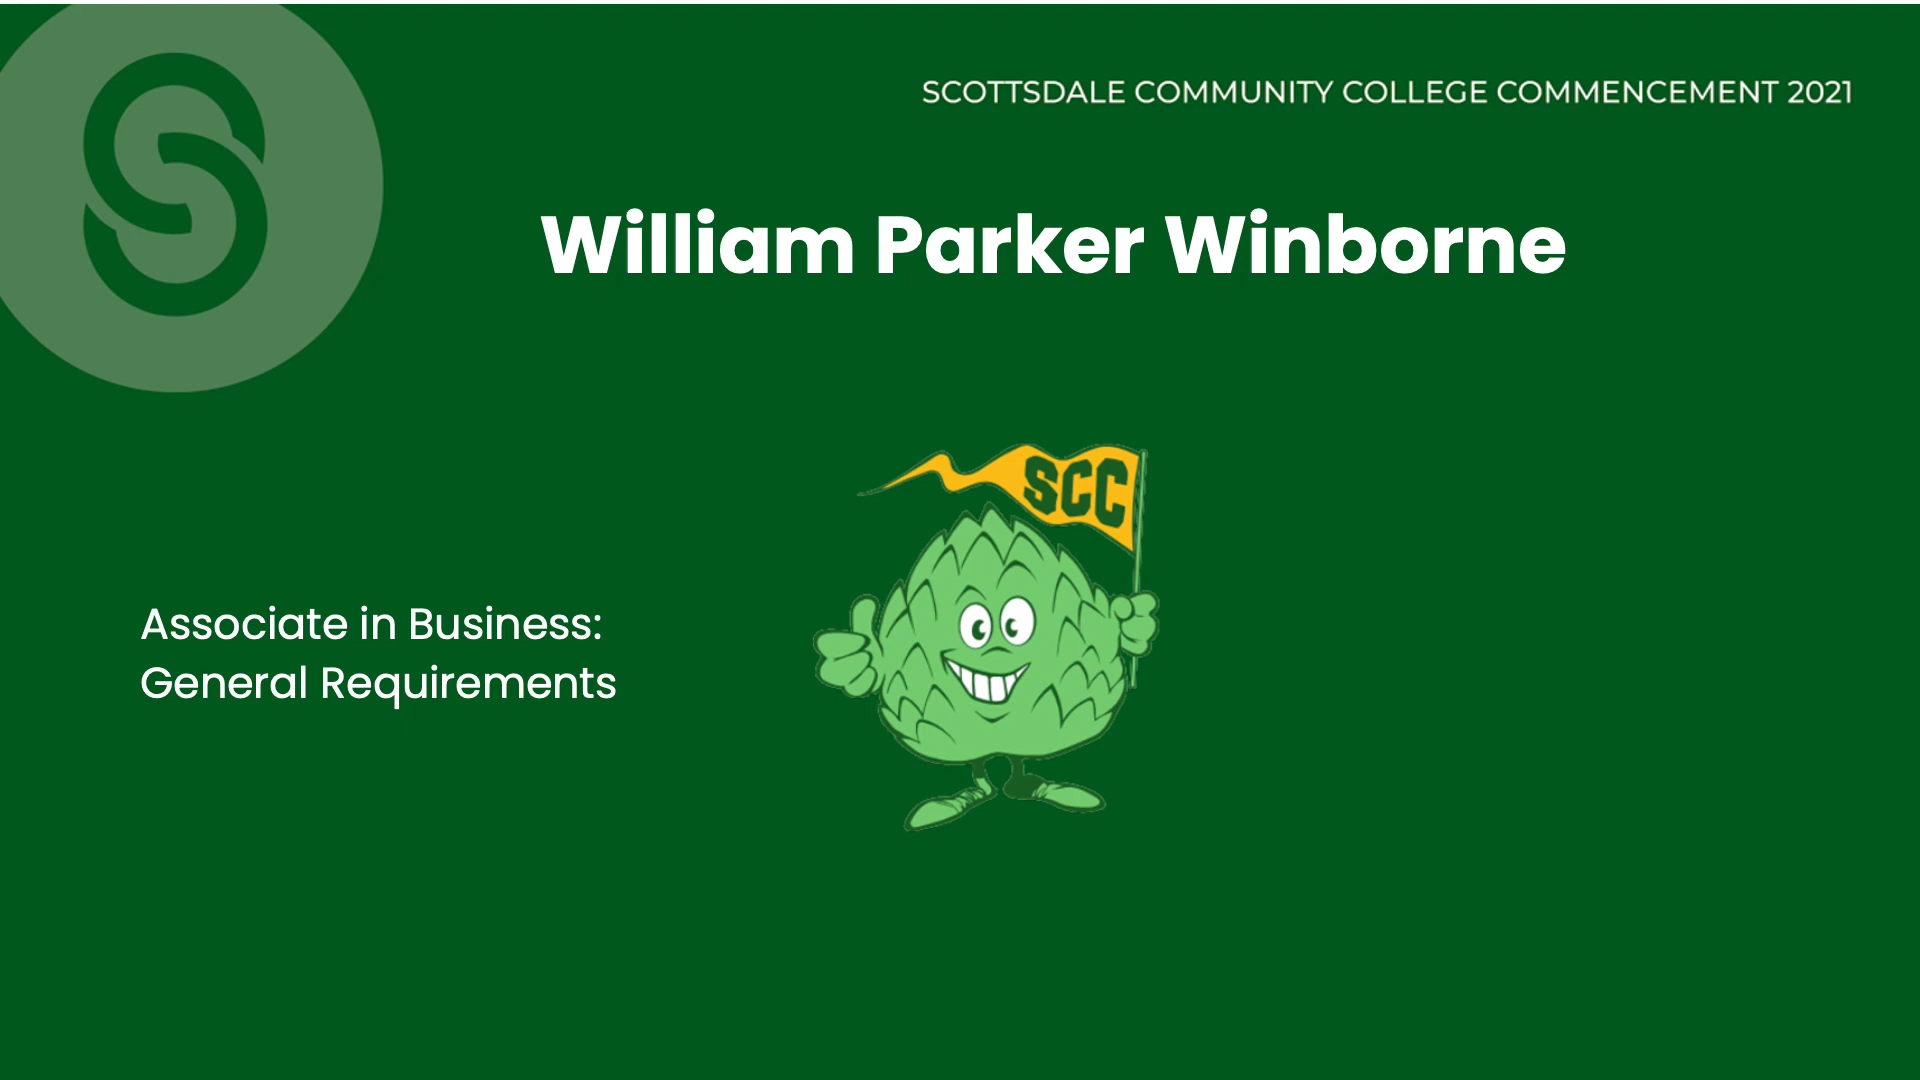 SCOTTSDALE COMMUNITY COLLEGE COMMENCEMENT 2021
William Parker Winborne
SCC
Associate in Business:
General Requirements